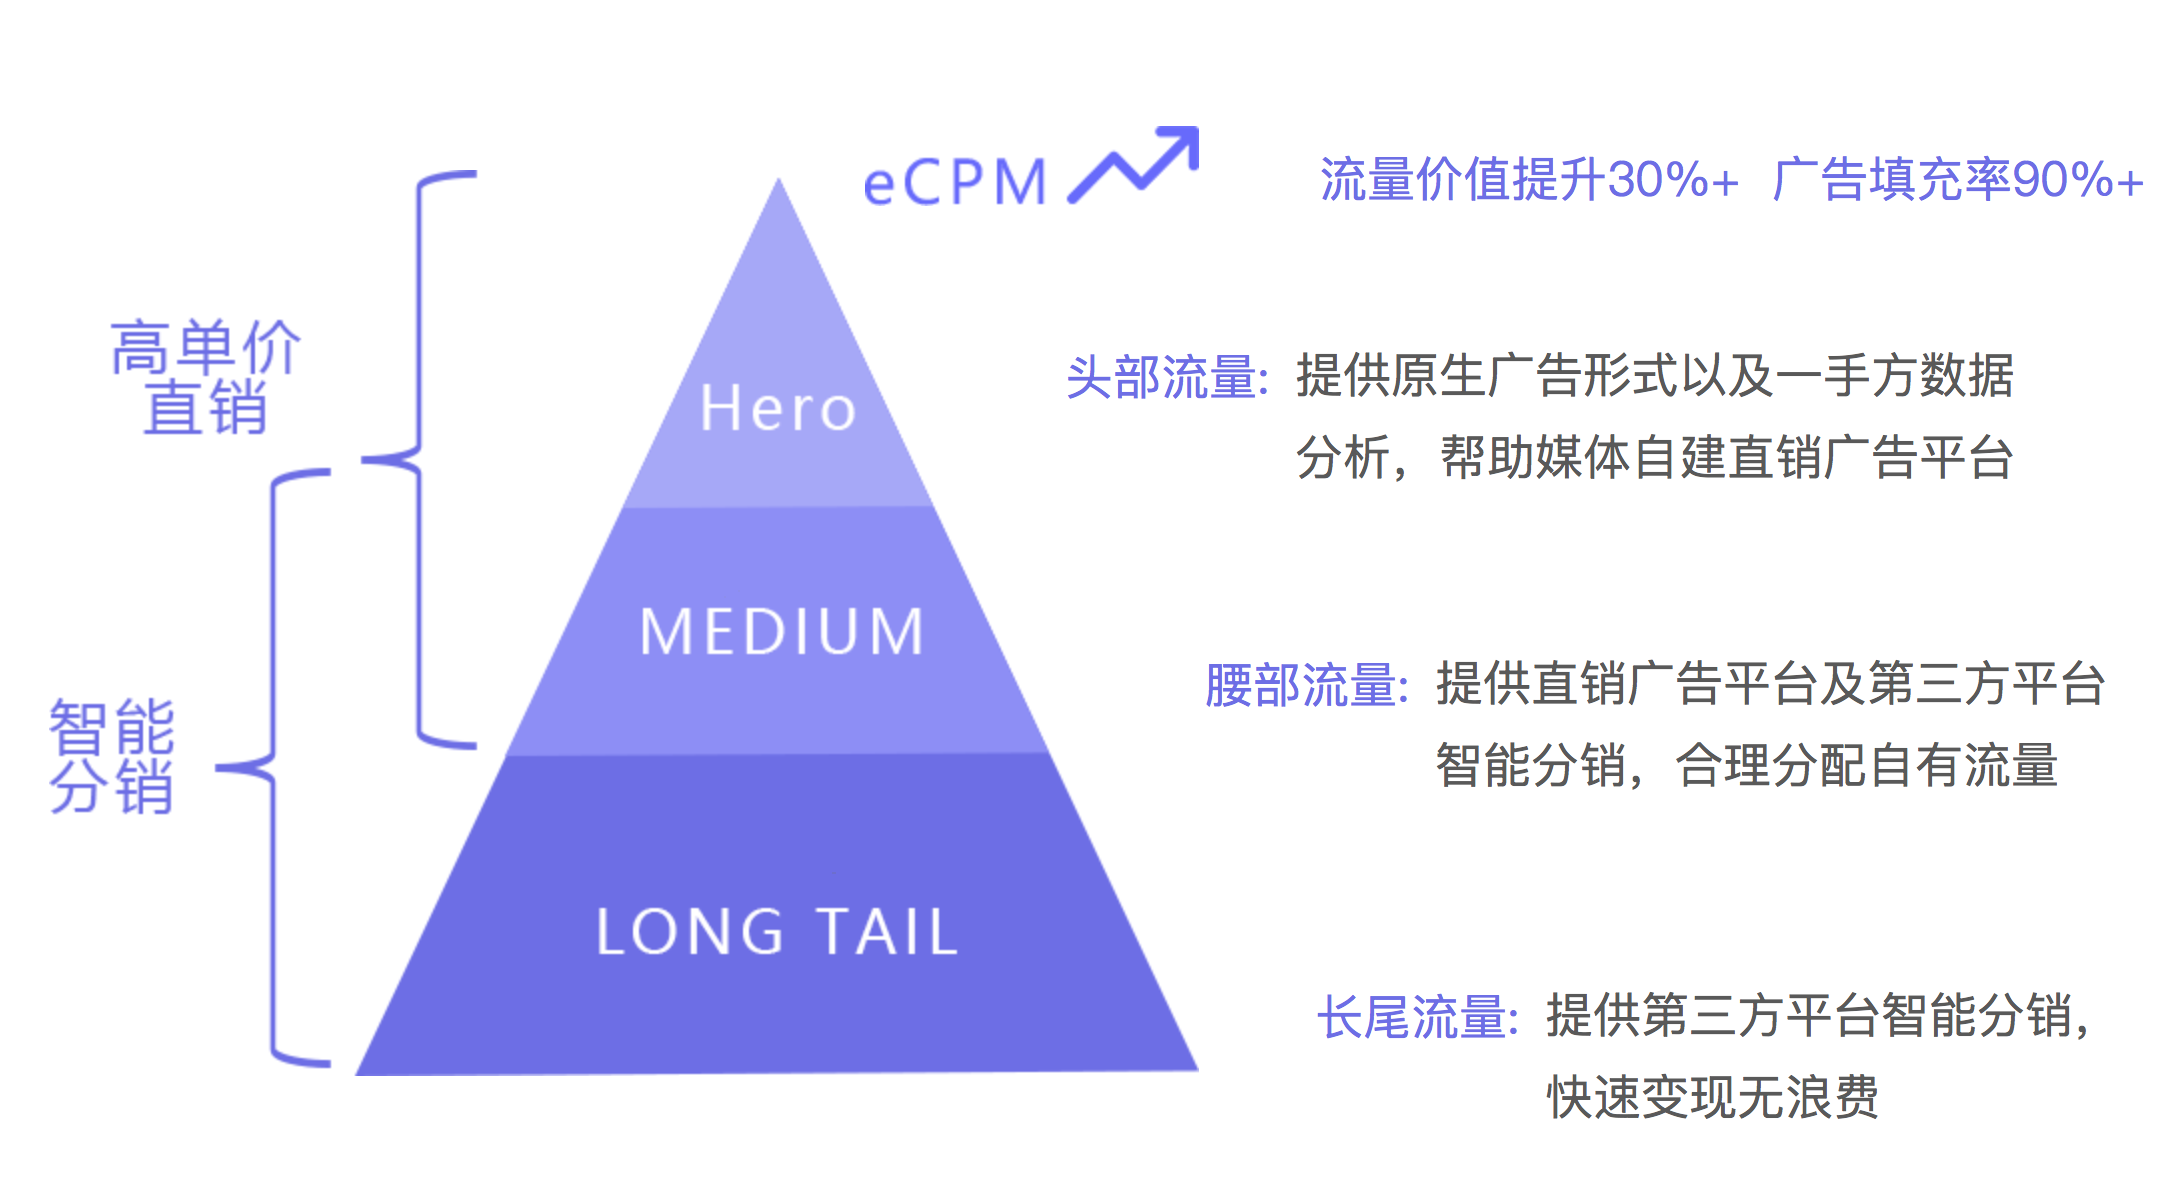 eCPM
流量价值提升30%+ 广告填充率90%+
高单价
直销
Hero
头部流量: 提供原生广告形式以及一手方数据
分析，帮助媒体自建直销广告平台
MEDIUM
腰部流量: 提供直销广告平台及第三方平台
智能分销，合理分配自有流量
智能
分销
LONG TAIL
长尾流量: 提供第三方平台智能分销，
快速变现无浪费